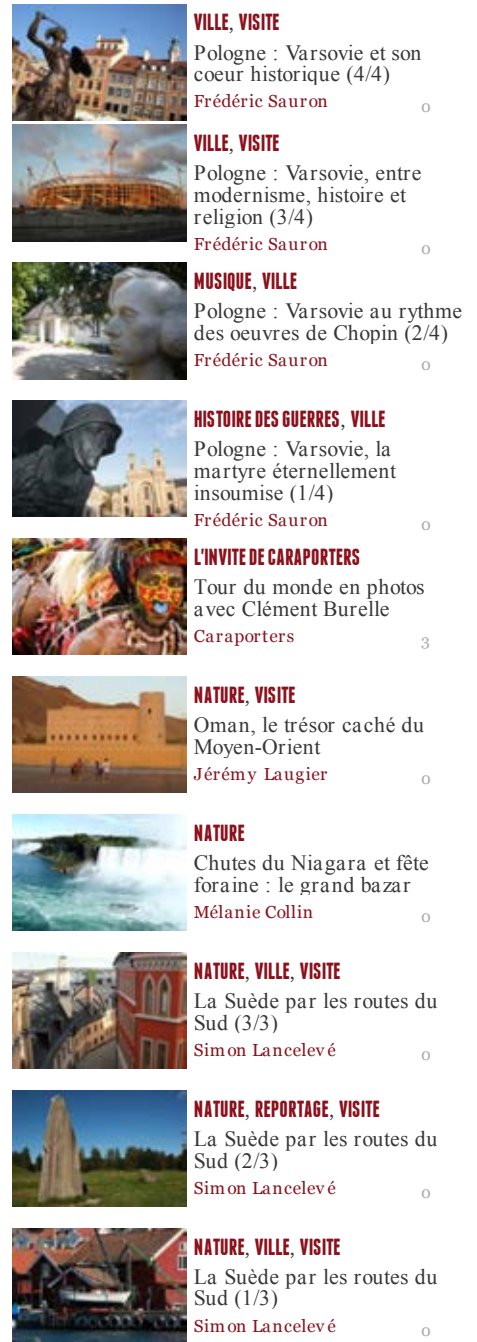 VILLE, VISITE
Pologne : Varsovie et son
coeur historique (4/4)
Frédéric Sauron
0
VILLE, VISITE
Pologne : Varsovie, entre
modernisme, histoire et
religion (3/4)
Frédéric Sauron
0
MUSIQUE, VILLE
Pologne : Varsovie au rythme
des oeuvres de Chopin (2/4)
Frédéric Sauron
0
HISTOIRE DES GUERRES, VILLE
Pologne : Varsovie, la
martyre éternellement
insoumise (1/4)
Frédéric Sauron
0
L'INVITE DE CARAPORTERS
Tour du monde en photos
avec Clément Burelle
Caraporters
3
NATURE, VISITE
Oman, le trésor caché du
Moyen-Orient
Jérémy Laugier
0
NATURE
Chutes du Niagara et fête
foraine : le grand bazar
Mélanie Collin
0
NATURE, VILLE, VISITE
La Suède par les routes du
Sud (3/3)
Simon Lancelevé
0
NATURE, REPORTAGE, VISITE
La Suède par les routes du
Sud (2/3)
Simon Lancelevé
0
NATURE, VILLE, VISITE
La Suède par les routes du
Sud (1/3)
Simon Lancelevé
0